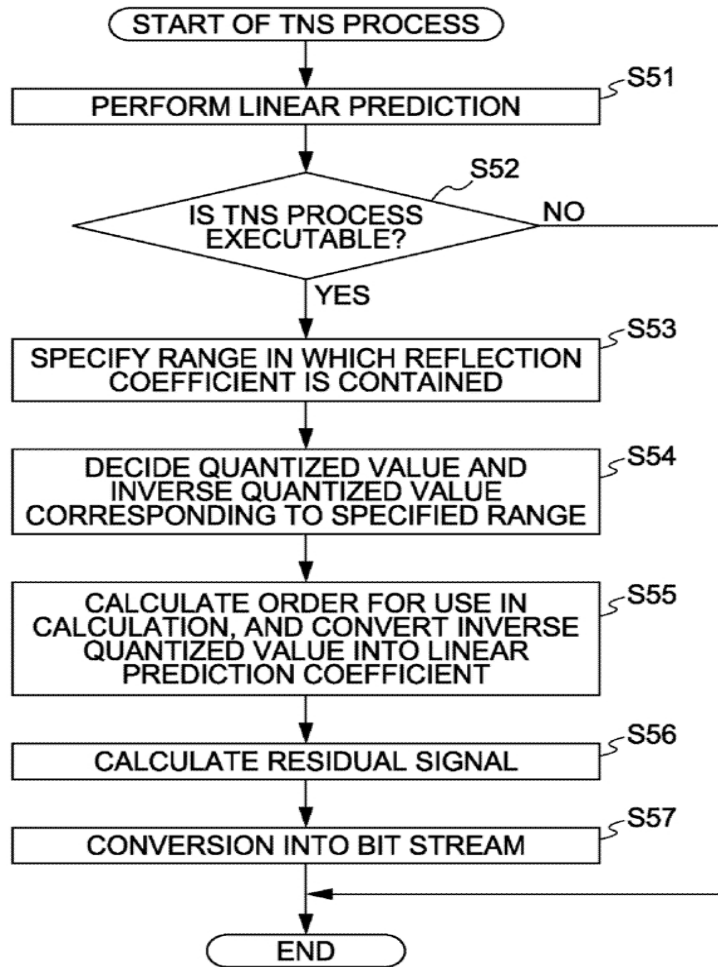 START OF TNS PROCESS
S51
PERFORM LINEAR PREDICTION
S52
IS TNS PROCESS
EXECUTABLE?
NO
YES
S53
SPECIFY RANGE IN WHICH REFLECTION
COEFFICIENT IS CONTAINED
S54
DECIDE QUANTIZED VALUE AND
INVERSE QUANTIZED VALUE
CORRESPONDING TO SPECIFIED RANGE
S55
CALCULATE ORDER FOR USE IN
CALCULATION, AND CONVERT INVERSE
QUANTIZED VALUE INTO LINEAR
PREDICTION COEFFICIENT
S56
CALCULATE RESIDUAL SIGNAL
S57
CONVERSION INTO BIT STREAM
END